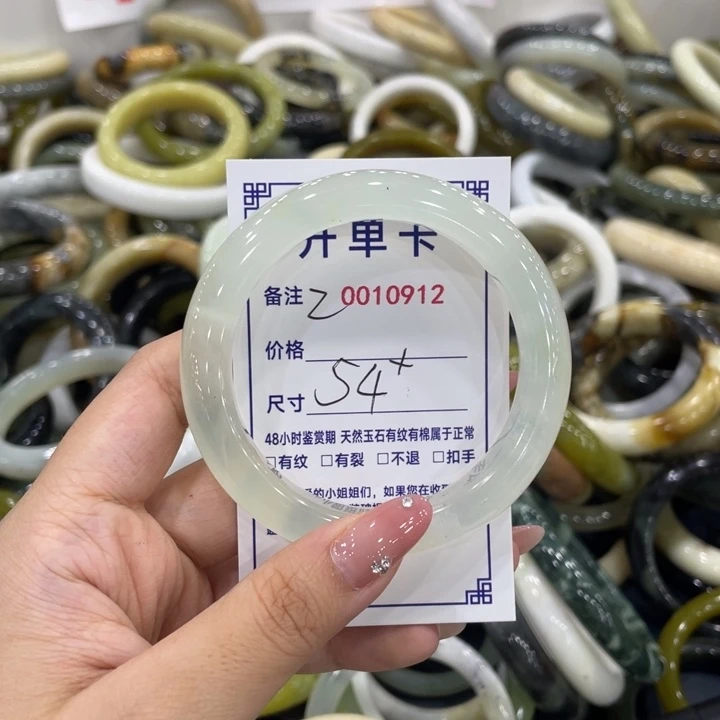 开单卡
备注 Z 0010912
价格
尺寸 54+
48小时鉴赏期 天然玉石有纹有棉属于正常
□有纹 □有裂 □不退 □扣手
的小姐姐们，如果您在收